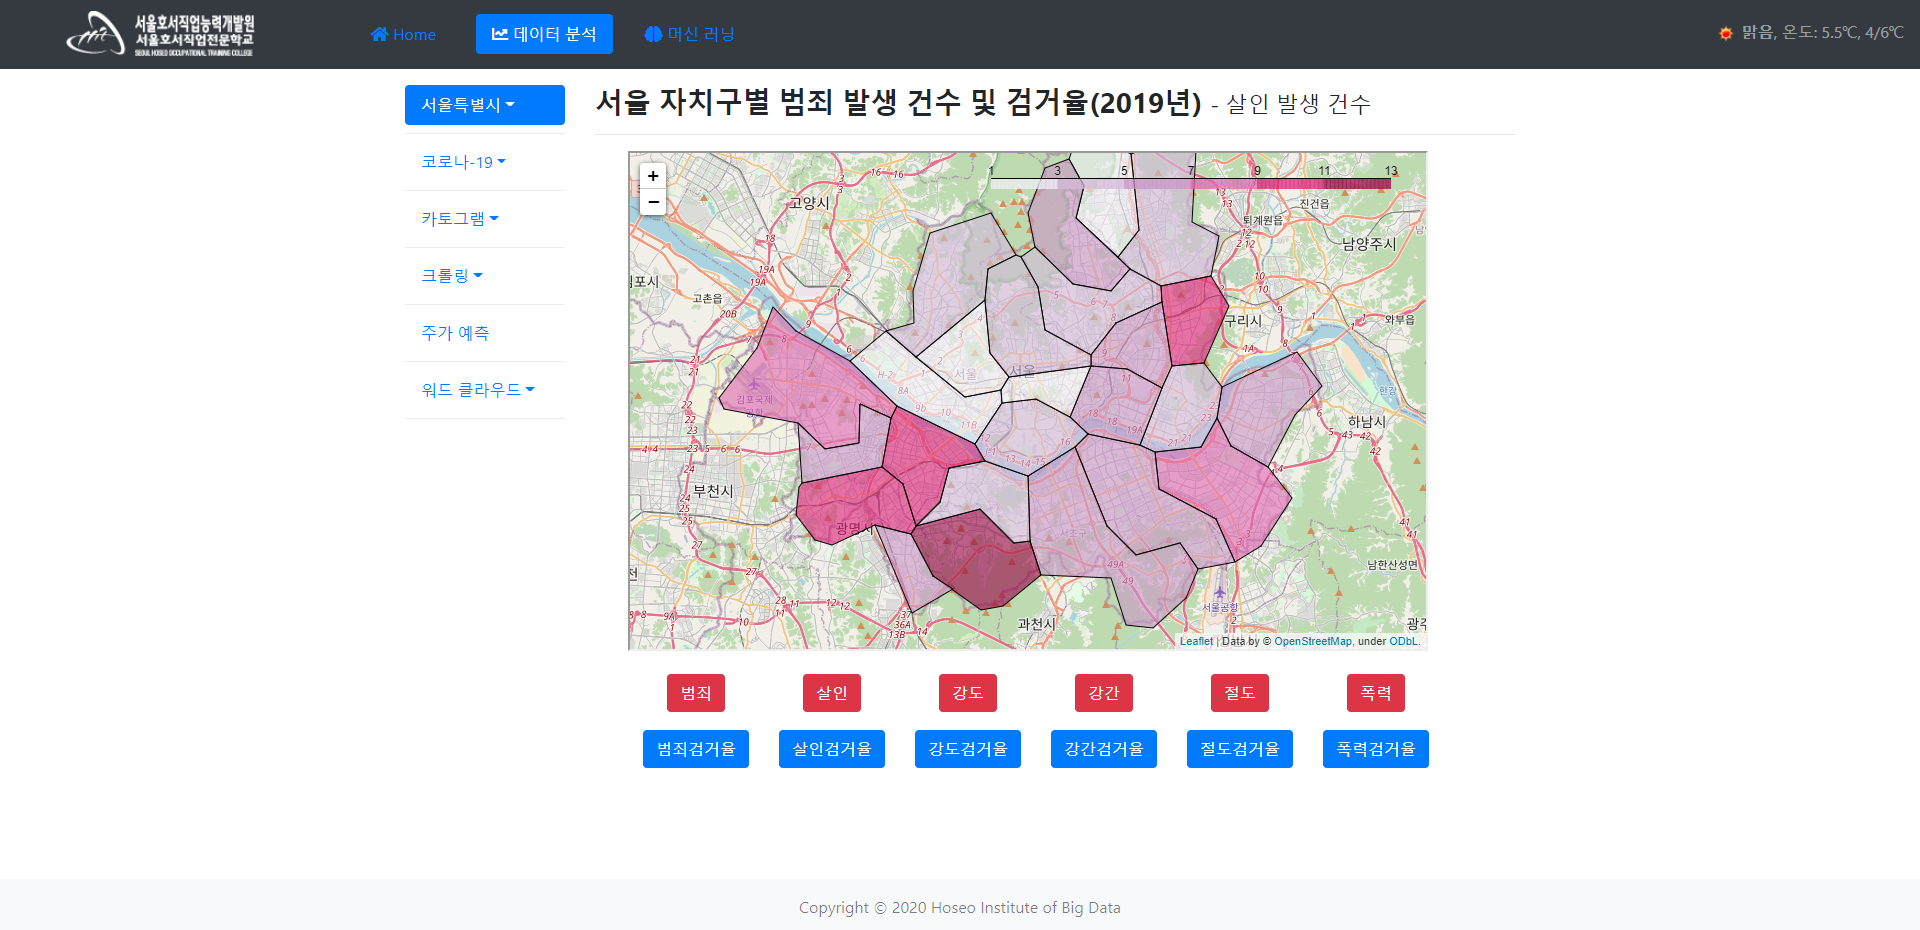 서울호서직업능력개발원
서울호서직업전문학교
SEOUL HOSEO OCCUPATIONAL TRAINING COLLEGE
Home
데이터 분석
머신 러닝
맑음, 온도: 5.5℃, 4/6℃
서울특별시
코로나-19
카토그램
크롤링
주가 예측
워드 클라우드
서울 자치구별 범죄 발생 건수 및 검거율(2019년) - 살인 발생 건수
+
−
1 3 5 7 9 11 13
고양시
진건읍
퇴계원읍
남양주시
고촌읍
구리시
와부읍
서울
서울
김포국제
하남시
부천시
광명시
서초구
남한산성면
서울공항
과천시
Leaflet | Data by © OpenStreetMap, under ODbL.
범죄
살인
강도
강간
절도
폭력
범죄검거율
살인검거율
강도검거율
강간검거율
절도검거율
폭력검거율
Copyright © 2020 Hoseo Institute of Big Data